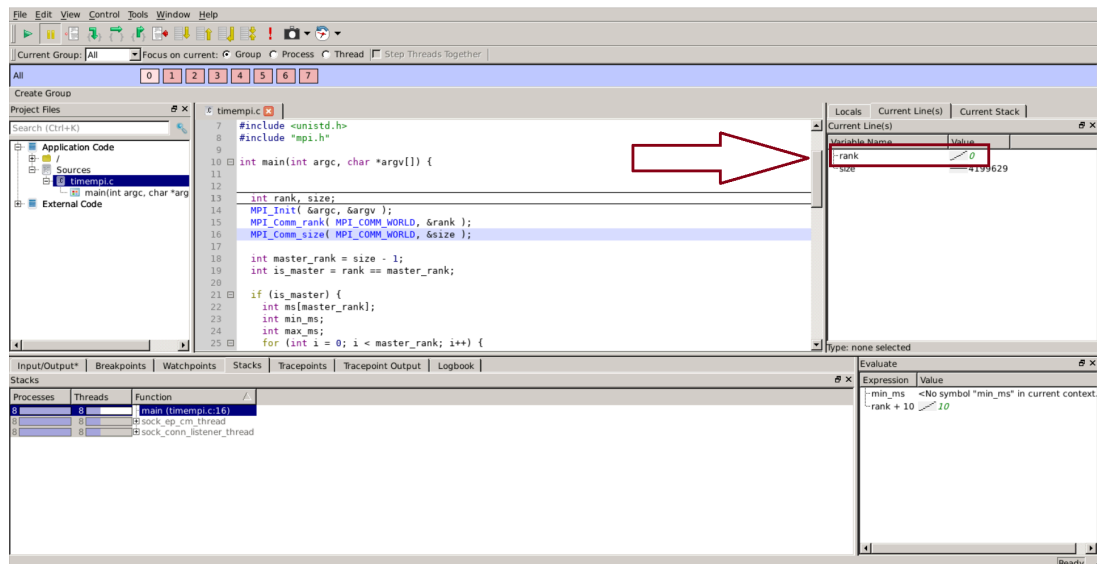 File Edit View Control Tools Window Help
Current Group: All Focus on current: Group Process Thread Step Threads Together
All 0 1 2 3 4 5 6 7
Create Group
Project Files
Search (Ctrl+K)
Application Code
/
Sources
timempi.c
main(int argc, char *arg
External Code
timempi.c
7 #include <unistd.h>
8 #include "mpi.h"
9
10 int main(int argc, char *argv[]) {
11
12
13 int rank, size;
14 MPI_Init( &argc, &argv );
15 MPI_Comm_rank( MPI_COMM_WORLD, &rank );
16 MPI_Comm_size( MPI_COMM_WORLD, &size );
17
18 int master_rank = size - 1;
19 int is_master = rank == master_rank;
20
21 if (is_master) {
22 int ms[master_rank];
23 int min_ms;
24 int max_ms;
25 for (int i = 0; i < master_rank; i++) {
Locals Current Line(s) Current Stack
Current Line(s)
Variable Name Value
rank 0
size 4199629
Type: none selected
Input/Output* Breakpoints Watchpoints Stacks Tracepoints Tracepoint Output Logbook
Stacks
Processes Threads Function
8 8 main (timempi.c:16)
8 8 sock_ep_cm_thread
8 8 sock_conn_listener_thread
Evaluate
Expression Value
min_ms <No symbol "min_ms" in current context.
rank + 10 10
Ready